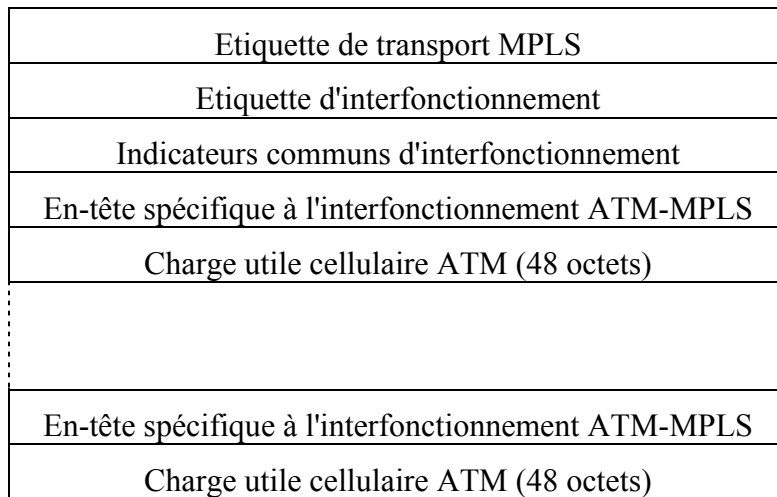 Etiquette de transport MPLS
Etiquette d'interfonctionnement
Indicateurs communs d'interfonctionnement
En-tête spécifique à l'interfonctionnement ATM-MPLS
Charge utile cellulaire ATM (48 octets)
En-tête spécifique à l'interfonctionnement ATM-MPLS
Charge utile cellulaire ATM (48 octets)